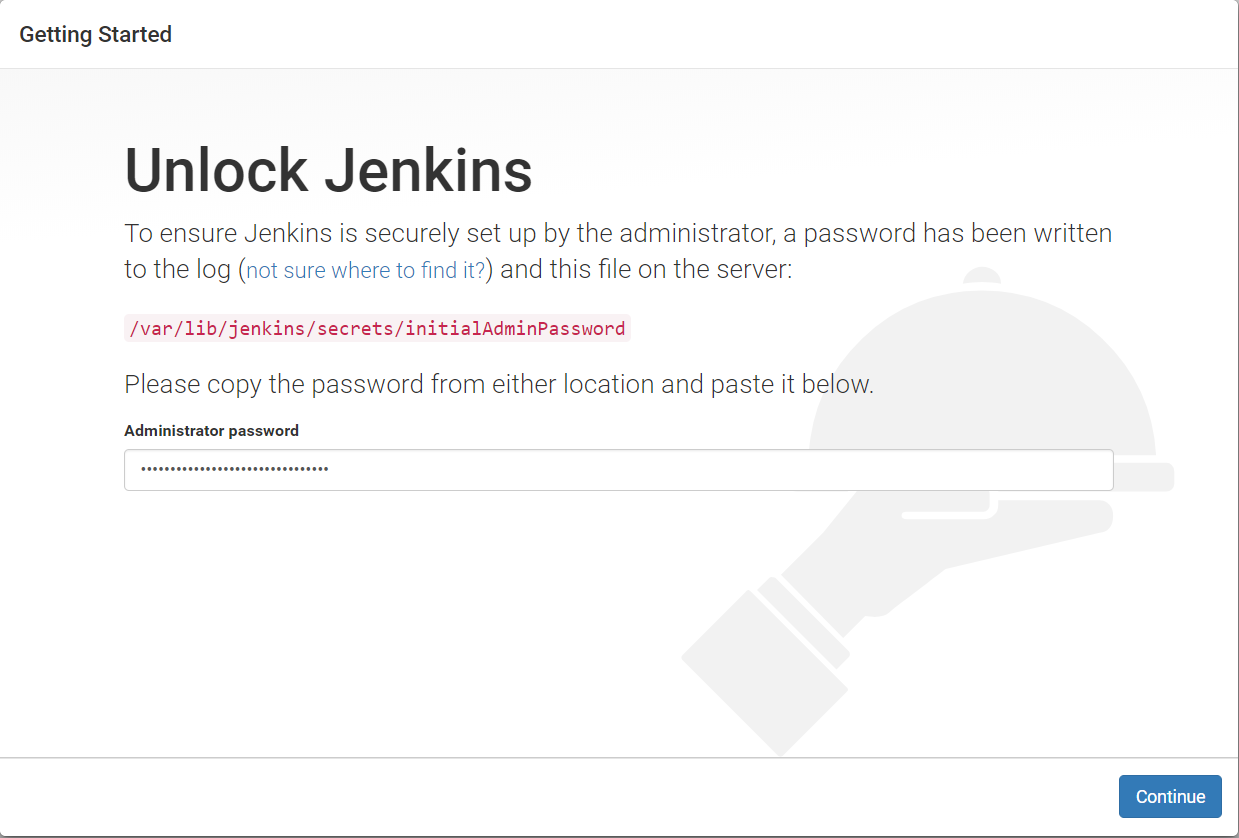 Getting Started
Unlock Jenkins
To ensure Jenkins is securely set up by the administrator, a password has been written
to the log (not sure where to find it?) and this file on the server:
/var/lib/jenkins/secrets/initialAdminPassword
Please copy the password from either location and paste it below.
Administrator password
••••••••••••••••••••••••••••••••
Continue